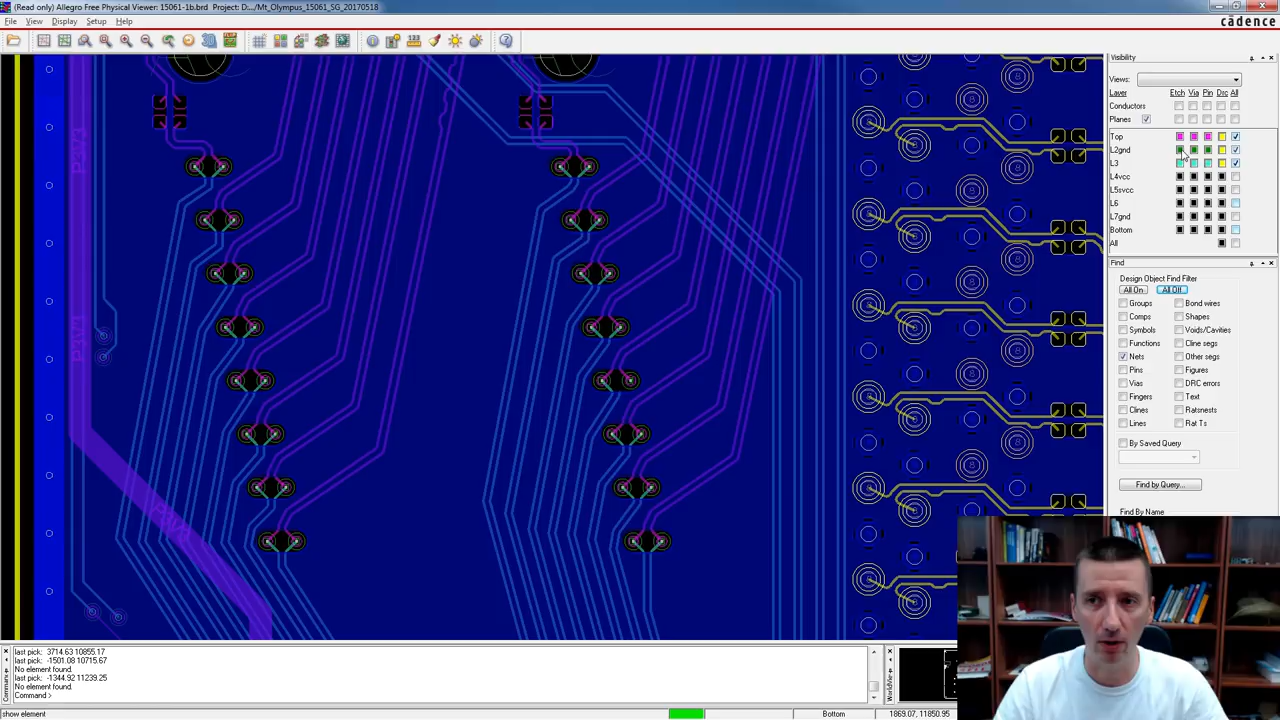 (Read only) Allegro Free Physical Viewer: 15061-1b.brd Project: D:.../Mt_Olympus_15061_SG_20170518
File View Display Setup Help
cādence
Visibility
Views:
Layer Etch Via Pin Drc All
Conductors
Planes
Top
L2gnd
L3
L4vcc
L5vcc
L6
L7gnd
Bottom
All
Find
Design Object Find Filter
All On All Off
Groups Bond wires
Comps Shapes
Symbols Voids/Cavities
Functions Cline segs
Nets Other segs
Pins Figures
Vias DRC errors
Fingers Text
Clines Ratsnests
Lines Rat Ts
By Saved Query
Find by Query...
Find By Name
P3V3
P3V3
last pick: 3714.63 10855.17
last pick: -1501.08 10715.67
No element found.
last pick: -1344.92 11239.25
No element found.
Command >
WorldView
show element
Bottom
1869.07, 11850.95